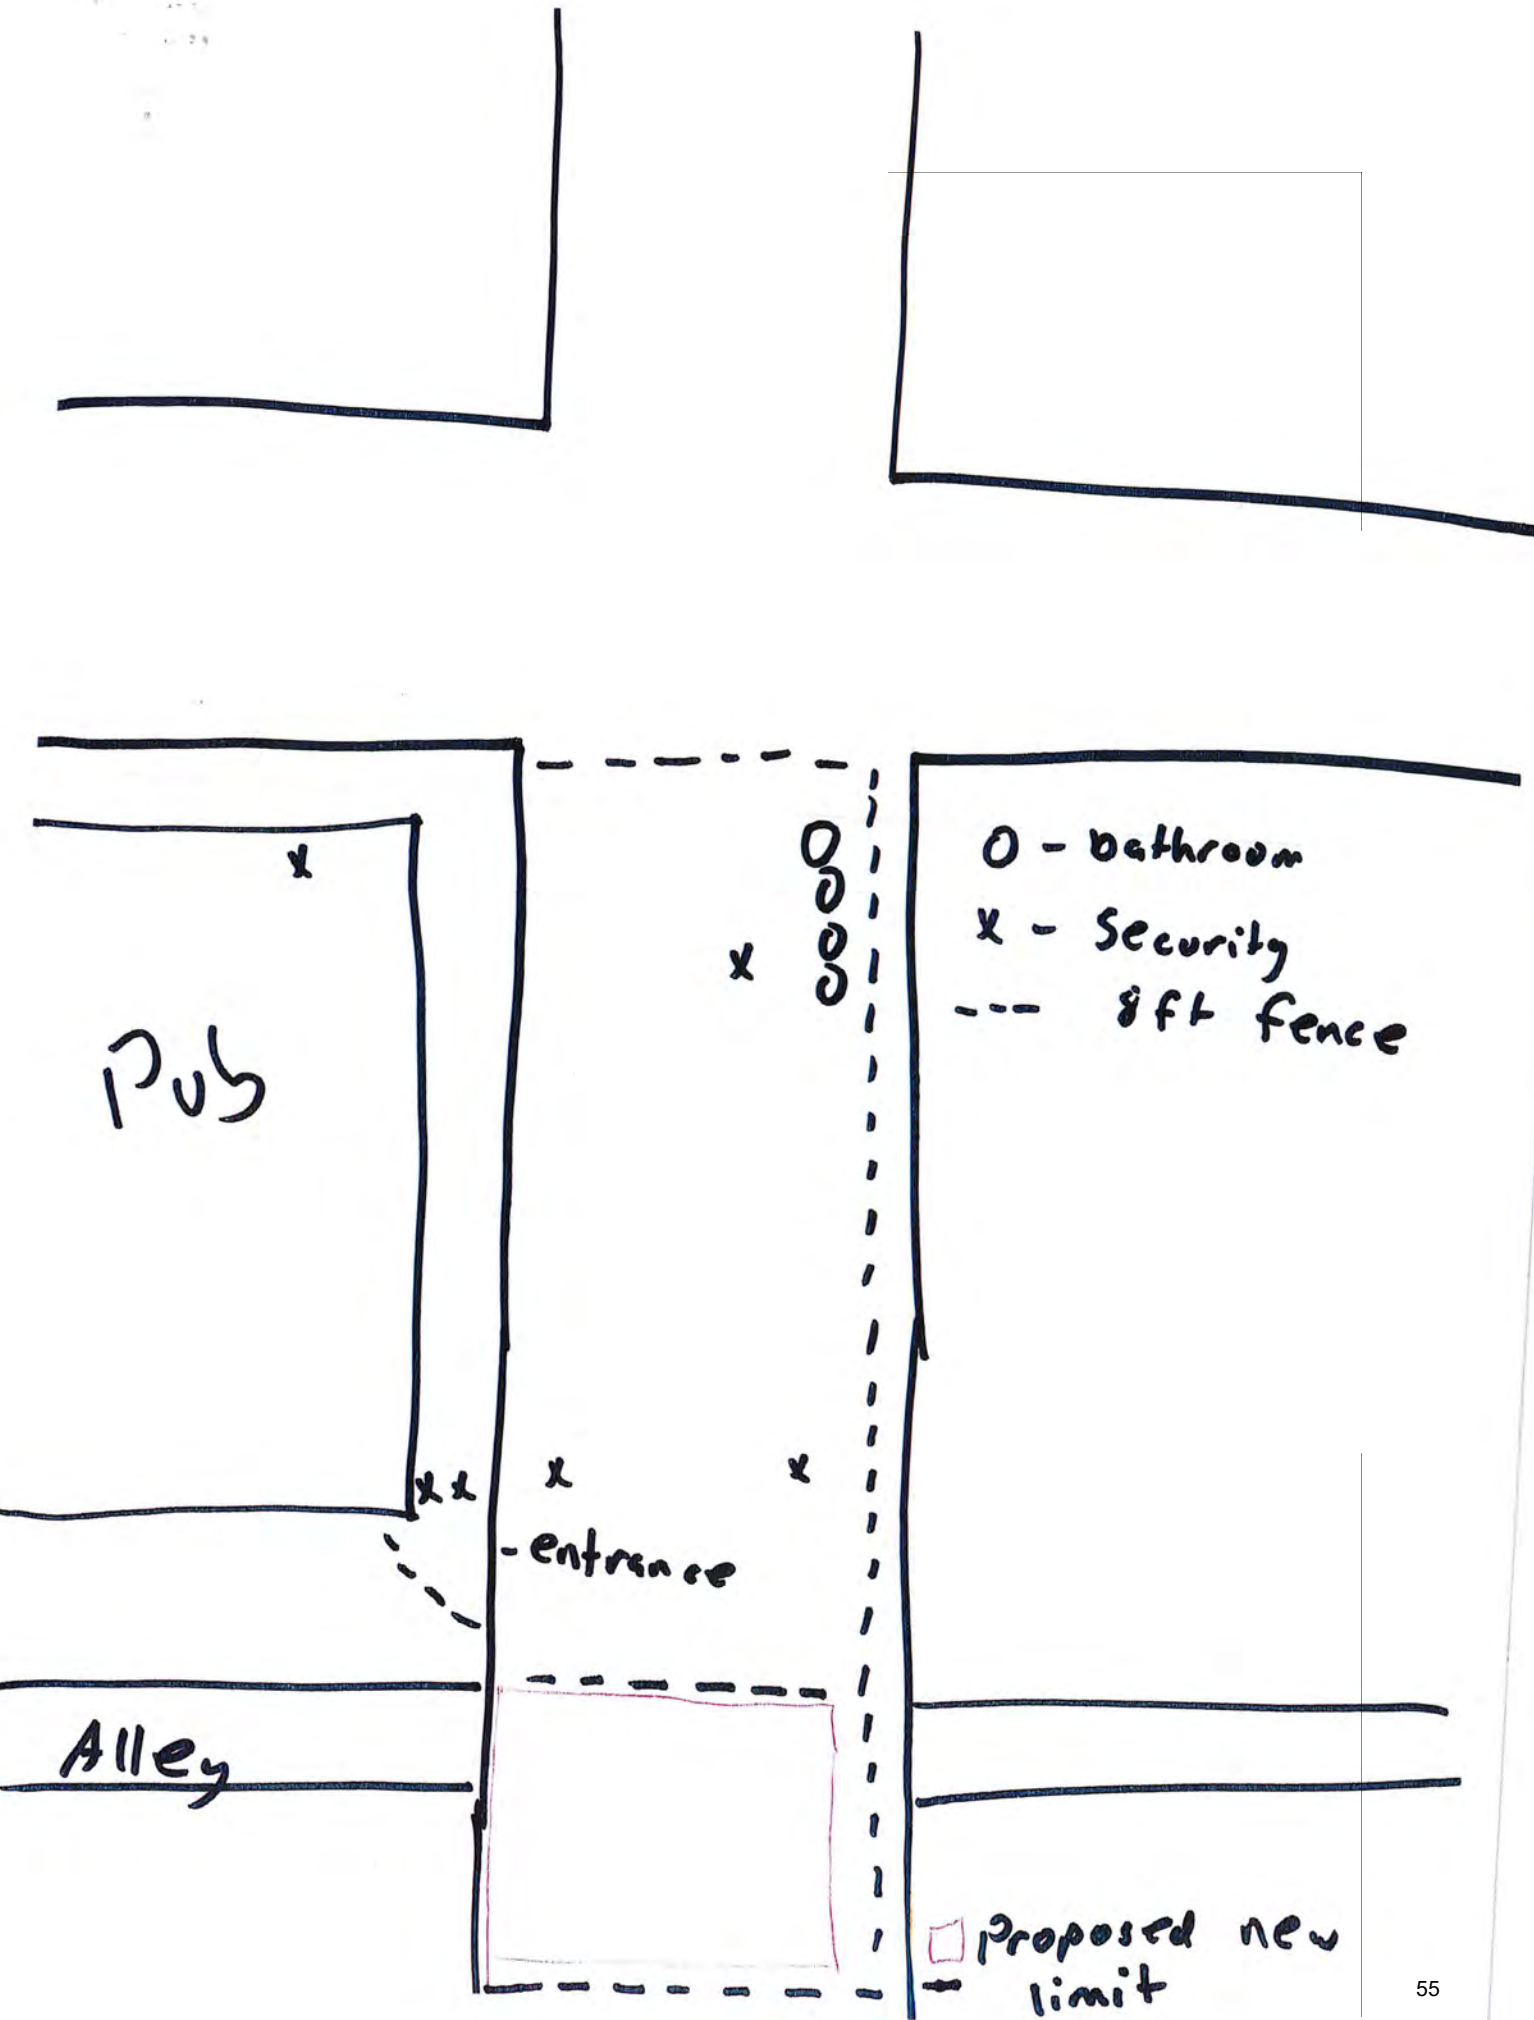 O - bathroom
x - Security
--- 8ft fence
Pub
x
x
x x x x
- entrance
Alley
Proposed new
limit
55